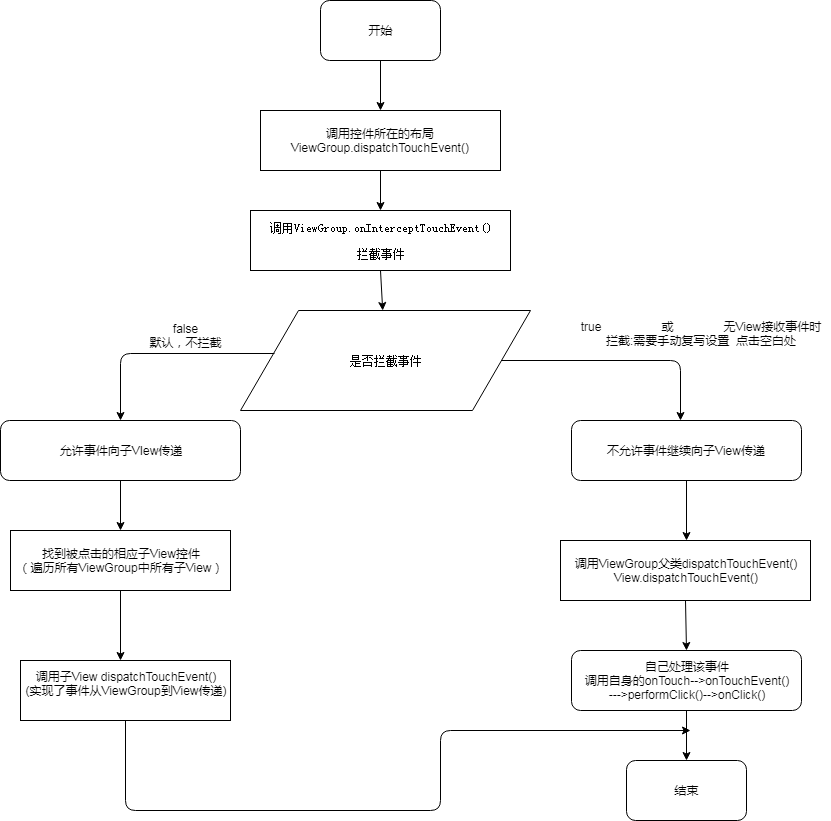 开始
调用控件所在的布局
ViewGroup.dispatchTouchEvent()
调用ViewGroup.onInterceptTouchEvent()
拦截事件
false
默认，不拦截
是否拦截事件
true 或 无View接收事件时
拦截:需要手动复写设置 点击空白处
允许事件向子VIew传递
不允许事件继续向子View传递
找到被点击的相应子View控件
（遍历所有ViewGroup中所有子View）
调用ViewGroup父类dispatchTouchEvent()
View.dispatchTouchEvent()
调用子View dispatchTouchEvent()
(实现了事件从ViewGroup到View传递)
自己处理该事件
调用自身的onTouch-->onTouchEvent()
--->performClick()-->onClick()
结束